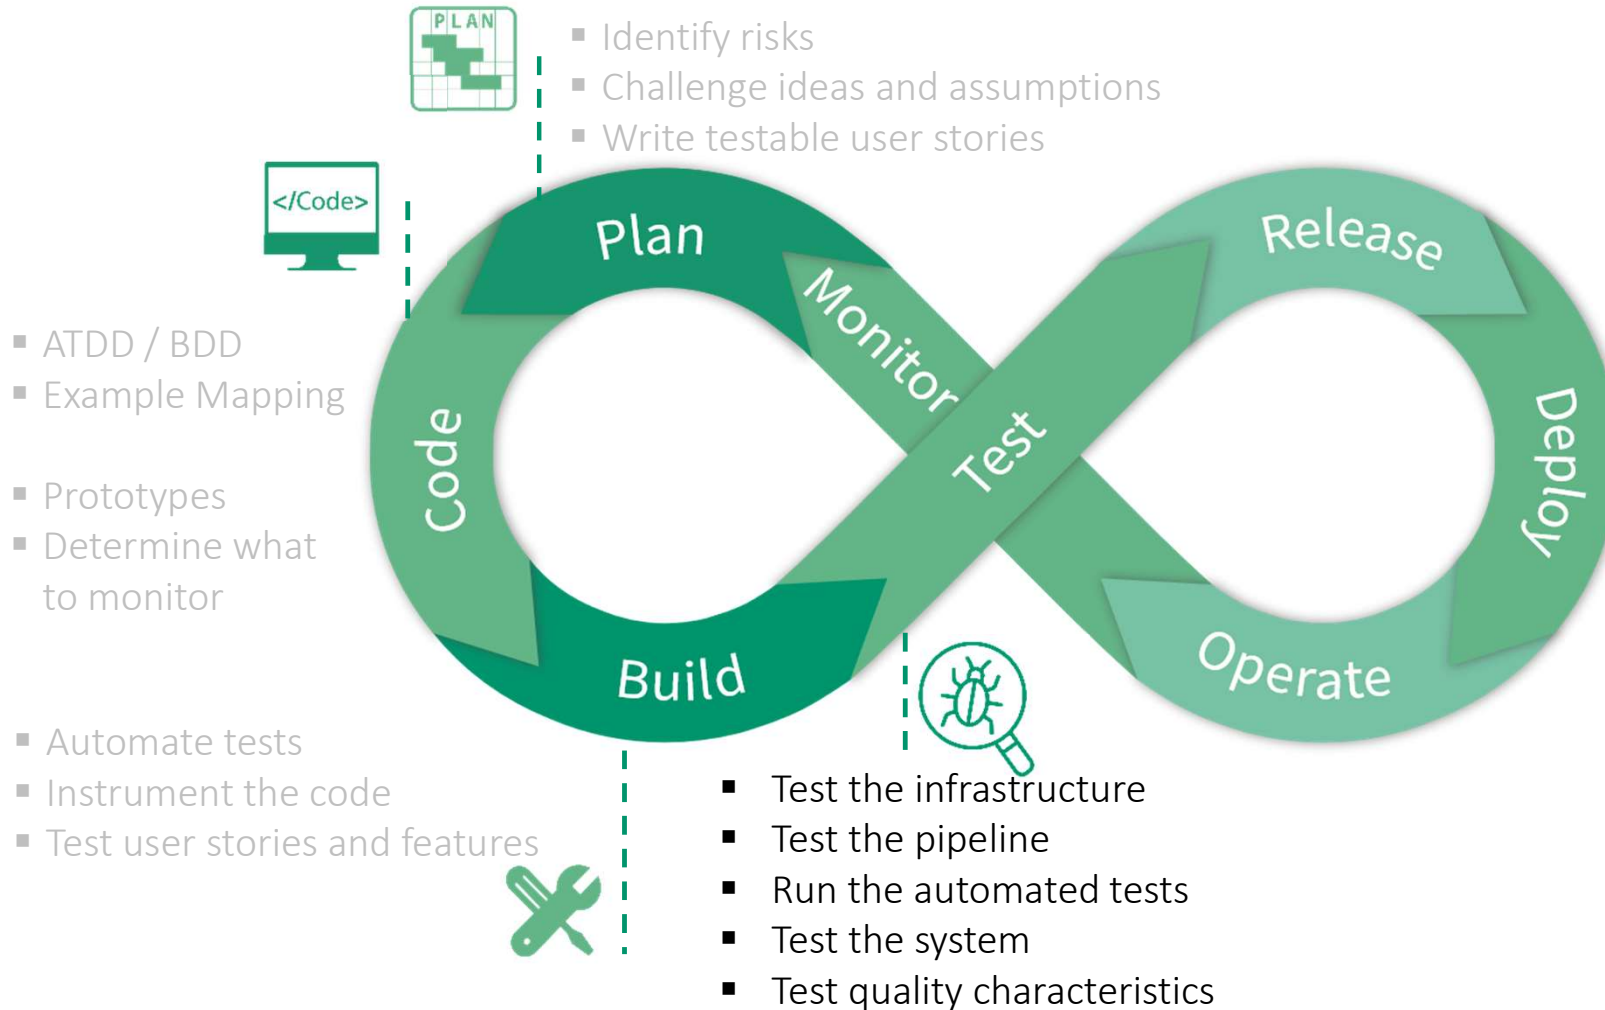 PLAN
▪ Identify risks
▪ Challenge ideas and assumptions
▪ Write testable user stories
</Code>
Plan
Release
Monitor
▪ ATDD / BDD
▪ Example Mapping
Code
Test
Deploy
▪ Prototypes
▪ Determine what
to monitor
Build
Operate
▪ Automate tests
▪ Instrument the code
▪ Test user stories and features
▪ Test the infrastructure
▪ Test the pipeline
▪ Run the automated tests
▪ Test the system
▪ Test quality characteristics